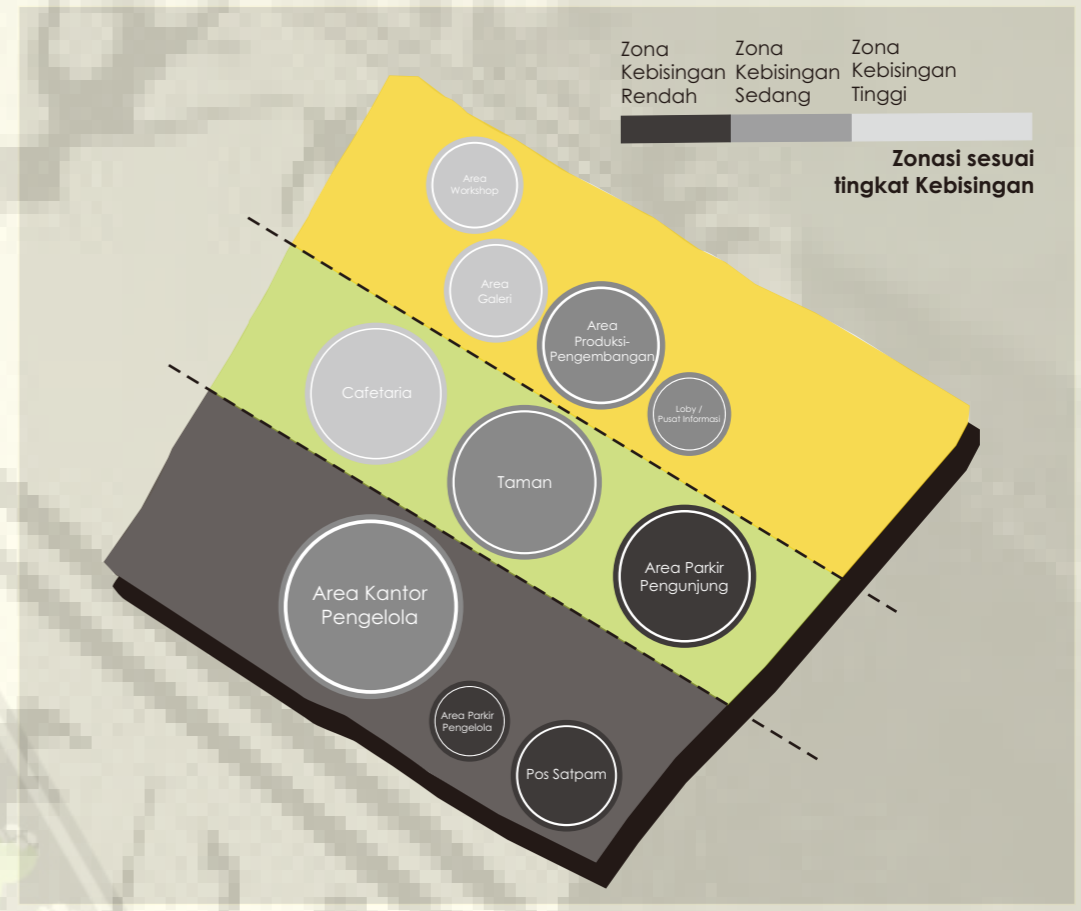 Zona
Kebisingan
Rendah
Zona
Kebisingan
Sedang
Zona
Kebisingan
Tinggi
Zonasi sesuai
tingkat Kebisingan
Area
Workshop
Area
Galeri
Area
Produksi-
Pengembangan
Loby /
Pusat Informasi
Cafetaria
Taman
Area Parkir
Pengunjung
Area Kantor
Pengelola
Area Parkir
Pengelola
Pos Satpam